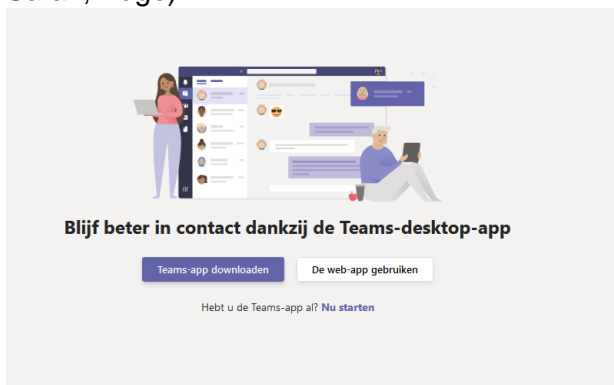 Blijf beter in contact dankzij de Teams-desktop-app
Teams-app downloaden
De web-app gebruiken
Hebt u de Teams-app al? Nu starten